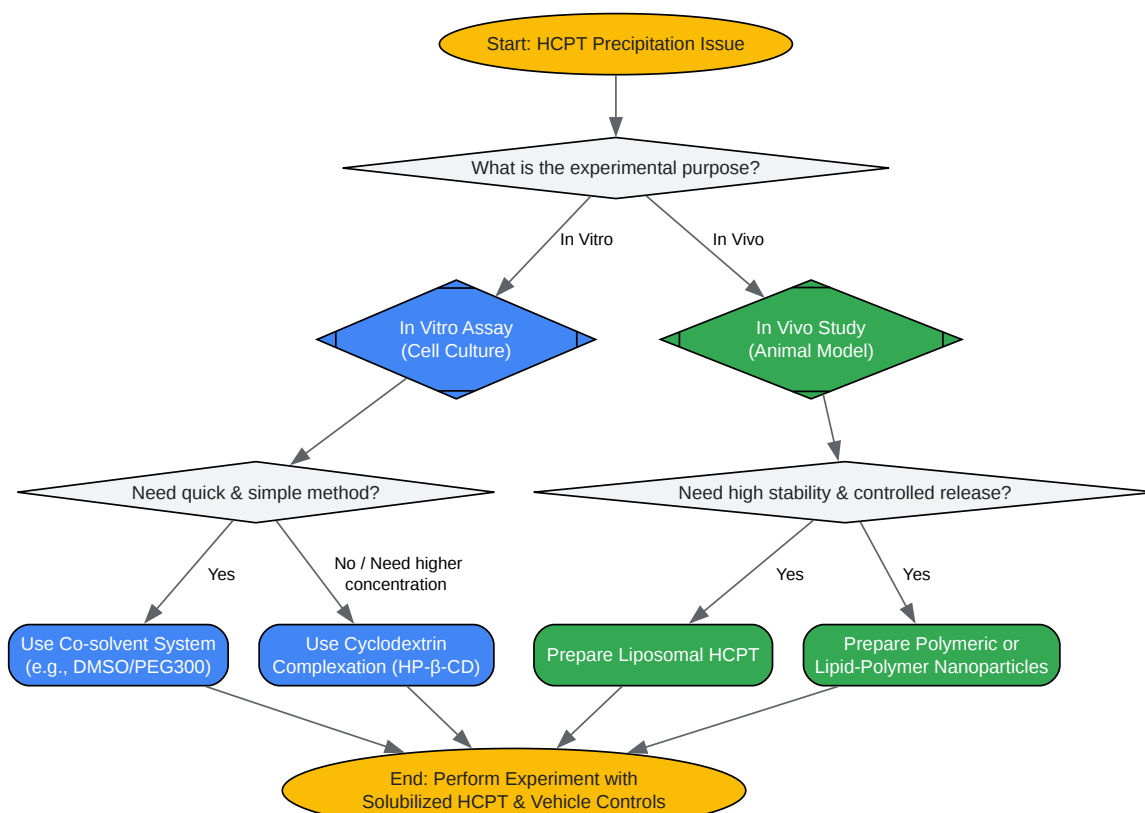 Start: HCPT Precipitation Issue
What is the experimental purpose?
In Vitro
In Vivo
In Vitro Assay
(Cell Culture)
In Vivo Study
(Animal Model)
Need quick & simple method?
Need high stability & controlled release?
Yes
No / Need higher
concentration
Yes
Yes
Use Co-solvent System
(e.g., DMSO/PEG300)
Use Cyclodextrin
Complexation (HP-β-CD)
Prepare Liposomal HCPT
Prepare Polymeric or
Lipid-Polymer Nanoparticles
End: Perform Experiment with
Solubilized HCPT & Vehicle Controls